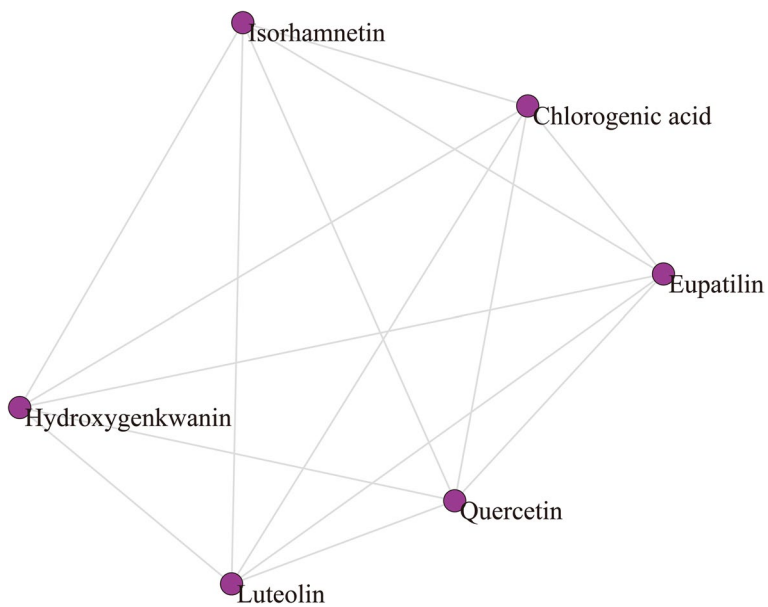 Isorhamnetin
Chlorogenic acid
Eupatilin
Hydroxygenkwanin
Quercetin
Luteolin